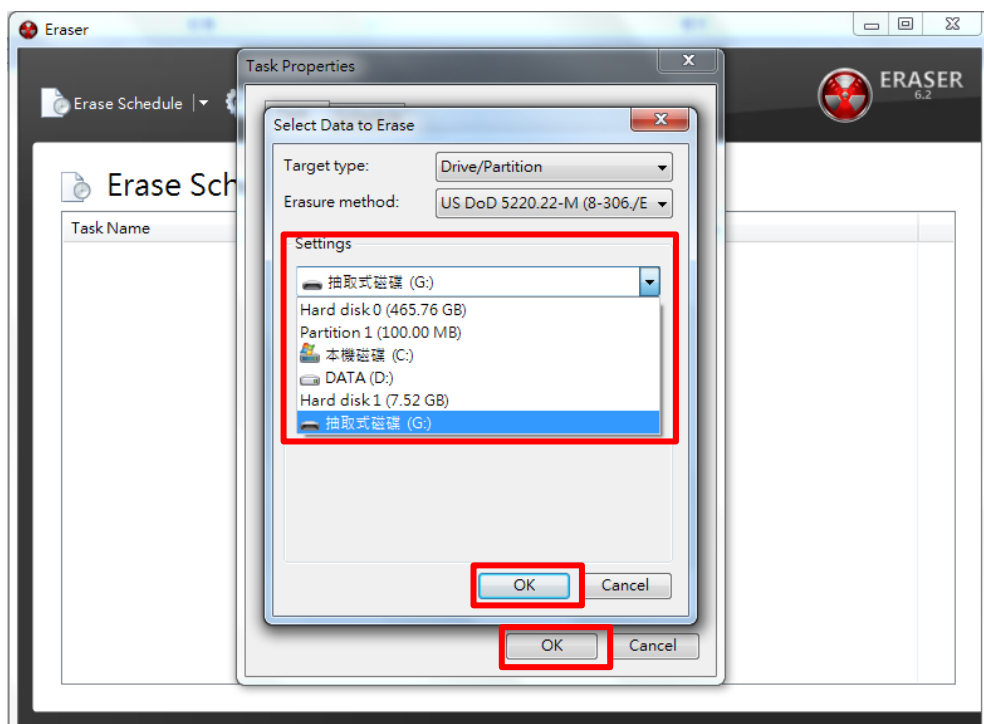 Eraser
Task Properties
ERASER
6.2
Erase Schedule
Select Data to Erase
Target type:
Drive/Partition
Erase Sch
Erasure method:
US DoD 5220.22-M (8-306./E
Task Name
Settings
抽取式磁碟 (G:)
Hard disk 0 (465.76 GB)
Partition 1 (100.00 MB)
本機磁碟 (C:)
DATA (D:)
Hard disk 1 (7.52 GB)
抽取式磁碟 (G:)
OK
Cancel
OK
Cancel